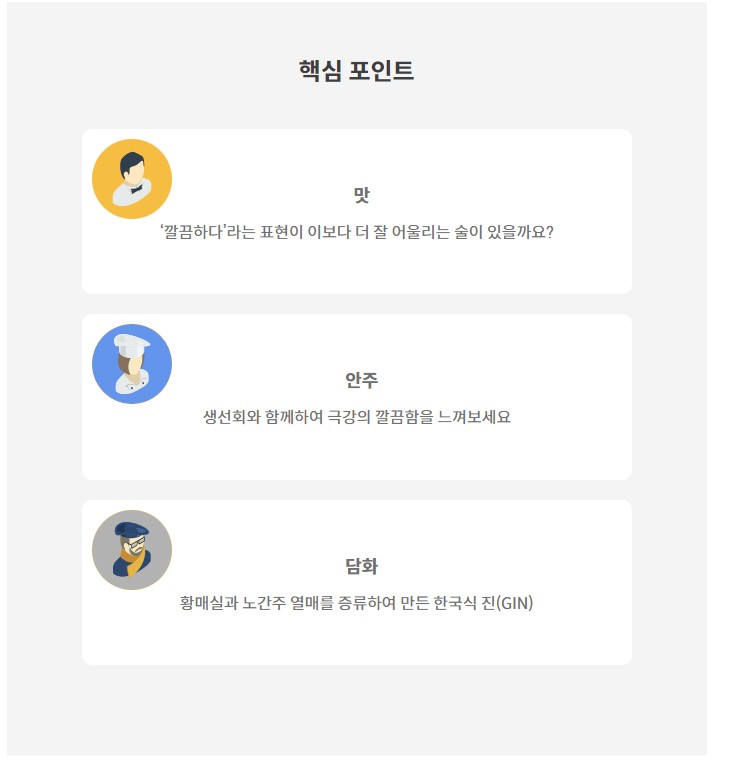 핵심 포인트
맛
‘깔끔하다’라는 표현이 이보다 더 잘 어울리는 술이 있을까요?
안주
생선회와 함께하여 극강의 깔끔함을 느껴보세요
담화
황매실과 노간주 열매를 증류하여 만든 한국식 진(GIN)